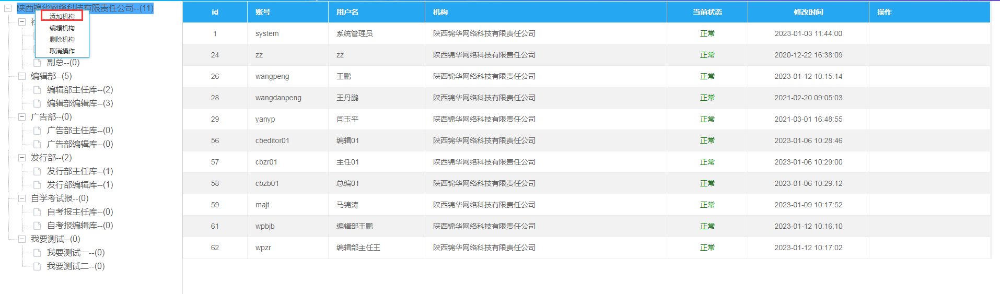 陕西锦华网络科技有限责任公司--(11)
添加机构
编辑机构
删除机构
取消操作
副总--(0)
编辑部--(5)
编辑部主任库--(2)
编辑部编辑库--(3)
广告部--(0)
广告部主任库--(0)
广告部编辑库--(0)
发行部--(2)
发行部主任库--(1)
发行部编辑库--(1)
自学考试报--(0)
自考报主任库--(0)
自考报编辑库--(0)
我要测试--(0)
我要测试一--(0)
我要测试二--(0)
id 账号 用户名 机构 当前状态 修改时间 操作
1 system 系统管理员 陕西锦华网络科技有限责任公司 正常 2023-01-03 11:44:00
24 zz zz 陕西锦华网络科技有限责任公司 正常 2020-12-22 16:38:09
26 wangpeng 王鹏 陕西锦华网络科技有限责任公司 正常 2023-01-12 10:15:14
28 wangdanpeng 王丹鹏 陕西锦华网络科技有限责任公司 正常 2021-02-20 09:05:03
29 yanyp 闫玉平 陕西锦华网络科技有限责任公司 正常 2021-03-01 16:48:55
56 cbeditor01 编辑01 陕西锦华网络科技有限责任公司 正常 2023-01-06 10:28:46
57 cbzr01 主任01 陕西锦华网络科技有限责任公司 正常 2023-01-06 10:29:00
58 cbzb01 总编01 陕西锦华网络科技有限责任公司 正常 2023-01-06 10:29:12
59 majt 马锦涛 陕西锦华网络科技有限责任公司 正常 2023-01-09 10:17:52
61 wpbjb 编辑部王鹏 陕西锦华网络科技有限责任公司 正常 2023-01-12 10:16:10
62 wpzr 编辑部主任王 陕西锦华网络科技有限责任公司 正常 2023-01-12 10:17:02